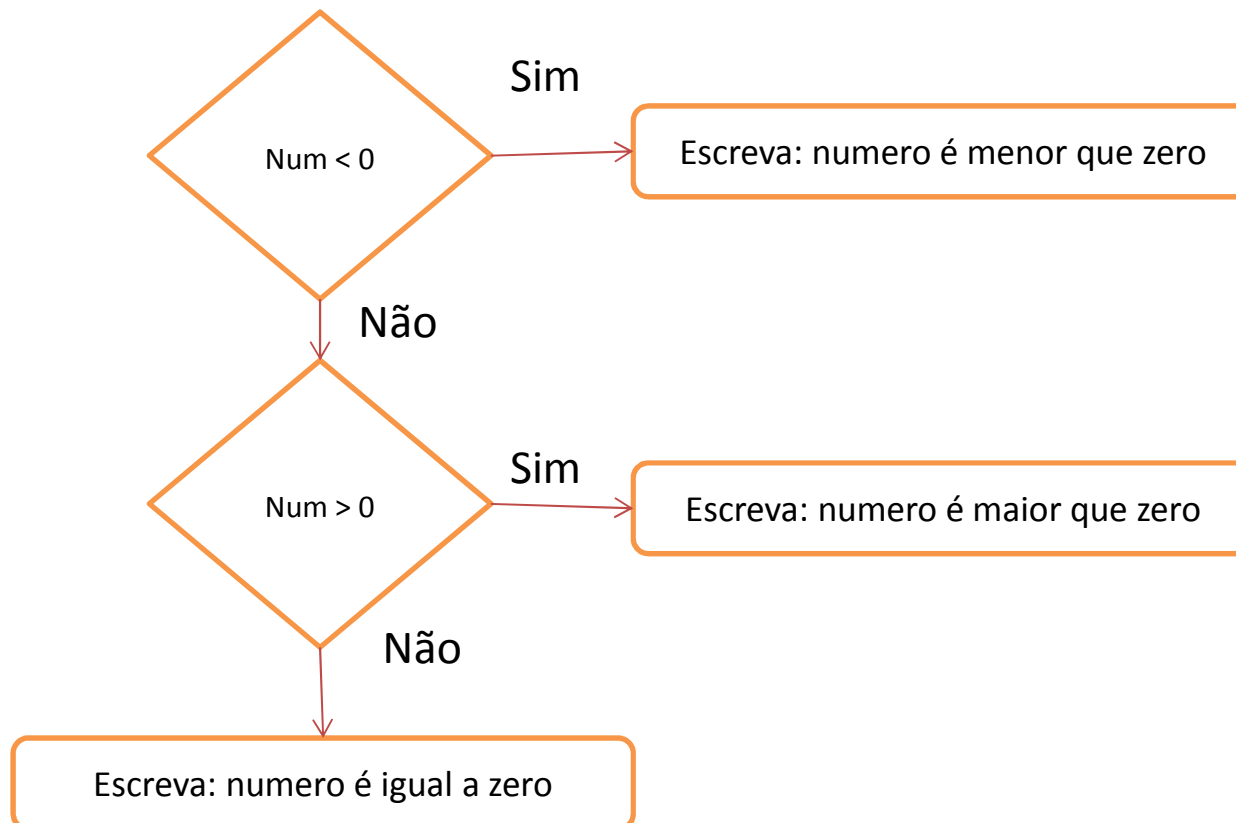 Sim
Num < 0
Escreva: numero é menor que zero
Não
Sim
Num > 0
Escreva: numero é maior que zero
Não
Escreva: numero é igual a zero